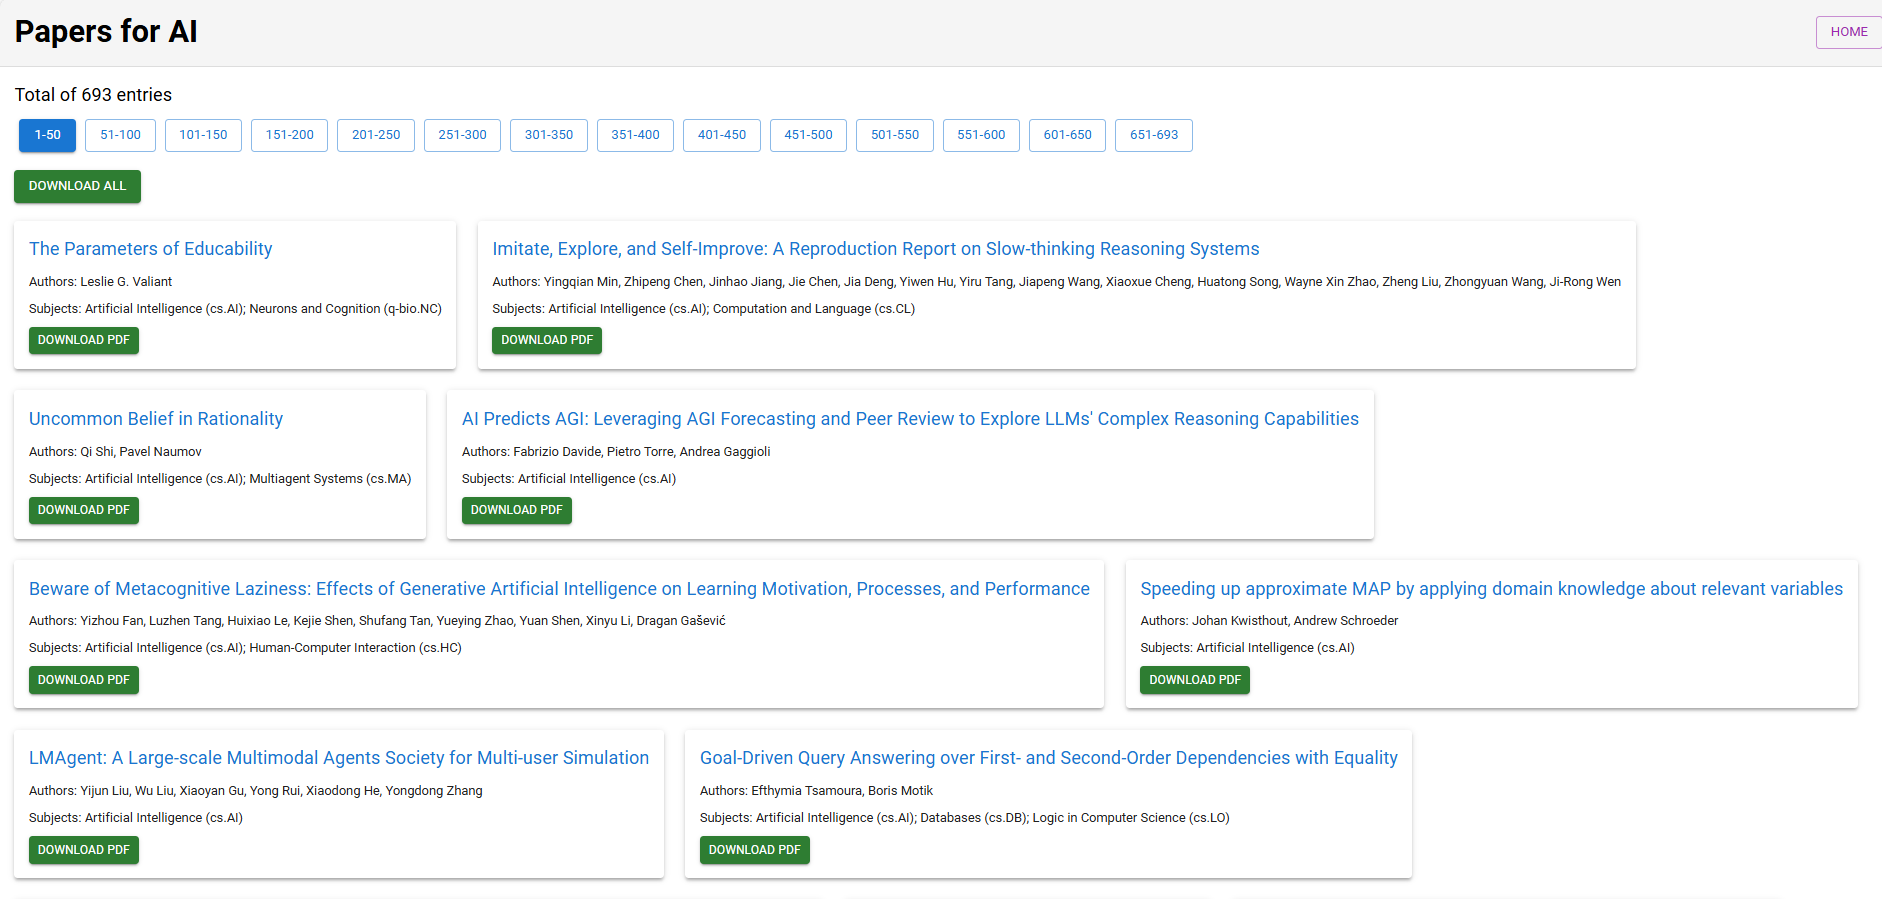 Papers for AI
HOME
Total of 693 entries
1-50 51-100 101-150 151-200 201-250 251-300 301-350 351-400 401-450 451-500 501-550 551-600 601-650 651-693
DOWNLOAD ALL
The Parameters of Educability
Authors: Leslie G. Valiant
Subjects: Artificial Intelligence (cs.AI); Neurons and Cognition (q-bio.NC)
DOWNLOAD PDF
Imitate, Explore, and Self-Improve: A Reproduction Report on Slow-thinking Reasoning Systems
Authors: Yingqian Min, Zhipeng Chen, Jinhao Jiang, Jie Chen, Jia Deng, Yiwen Hu, Yiru Tang, Jiapeng Wang, Xiaoxue Cheng, Huatong Song, Wayne Xin Zhao, Zheng Liu, Zhongyuan Wang, Ji-Rong Wen
Subjects: Artificial Intelligence (cs.AI); Computation and Language (cs.CL)
DOWNLOAD PDF
Uncommon Belief in Rationality
Authors: Qi Shi, Pavel Naumov
Subjects: Artificial Intelligence (cs.AI); Multiagent Systems (cs.MA)
DOWNLOAD PDF
AI Predicts AGI: Leveraging AGI Forecasting and Peer Review to Explore LLMs' Complex Reasoning Capabilities
Authors: Fabrizio Davide, Pietro Torre, Andrea Gaggioli
Subjects: Artificial Intelligence (cs.AI)
DOWNLOAD PDF
Beware of Metacognitive Laziness: Effects of Generative Artificial Intelligence on Learning Motivation, Processes, and Performance
Authors: Yizhou Fan, Luzhen Tang, Huixiao Le, Kejie Shen, Shufang Tan, Yueying Zhao, Yuan Shen, Xinyu Li, Dragan Gašević
Subjects: Artificial Intelligence (cs.AI); Human-Computer Interaction (cs.HC)
DOWNLOAD PDF
Speeding up approximate MAP by applying domain knowledge about relevant variables
Authors: Johan Kwisthout, Andrew Schroeder
Subjects: Artificial Intelligence (cs.AI)
DOWNLOAD PDF
LMAgent: A Large-scale Multimodal Agents Society for Multi-user Simulation
Authors: Yijun Liu, Wu Liu, Xiaoyan Gu, Yong Rui, Xiaodong He, Yongdong Zhang
Subjects: Artificial Intelligence (cs.AI)
DOWNLOAD PDF
Goal-Driven Query Answering over First- and Second-Order Dependencies with Equality
Authors: Efthymia Tsamoura, Boris Motik
Subjects: Artificial Intelligence (cs.AI); Databases (cs.DB); Logic in Computer Science (cs.LO)
DOWNLOAD PDF